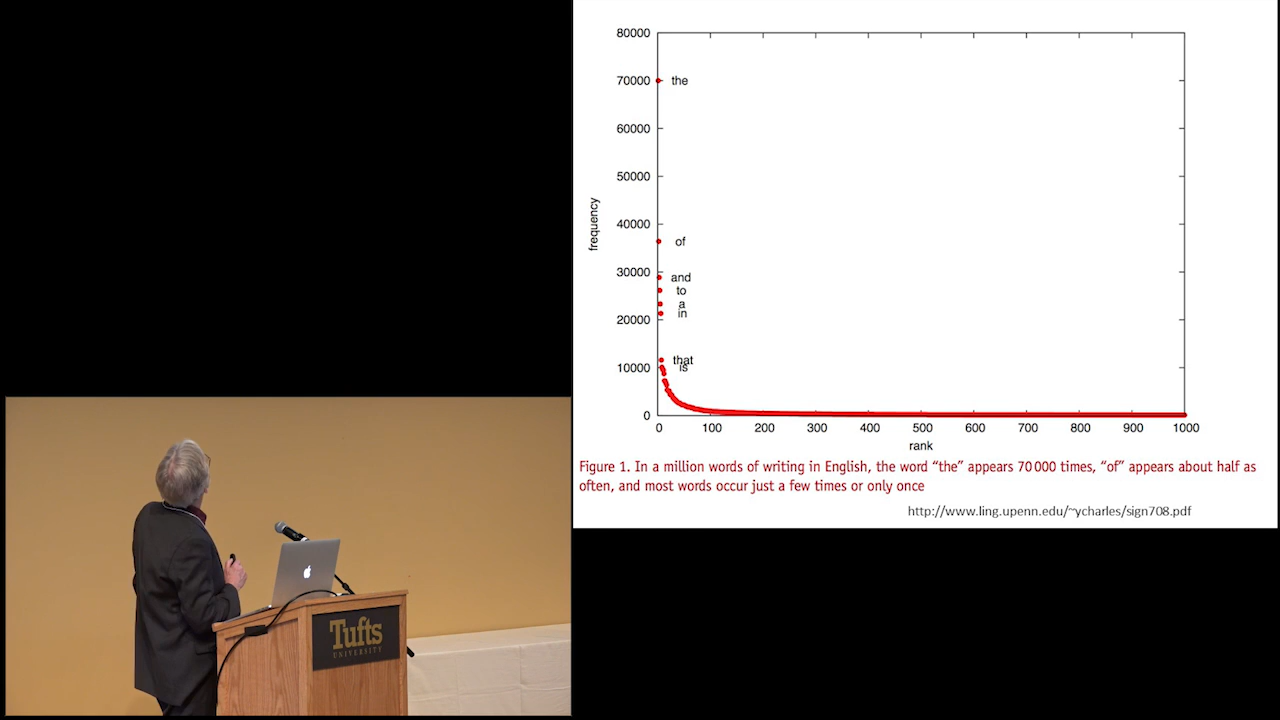 80000
70000
60000
50000
40000
30000
20000
10000
0
frequency
the
of
and
to
a
in
that
is
0 100 200 300 400 500 600 700 800 900 1000
rank
Figure 1. In a million words of writing in English, the word “the” appears 70 000 times, “of” appears about half as
often, and most words occur just a few times or only once
http://www.ling.upenn.edu/~ycharles/sign708.pdf
Tufts
UNIVERSITY